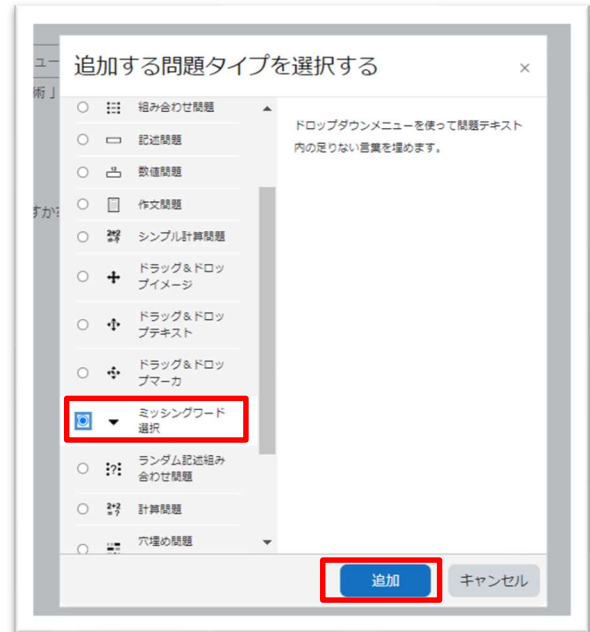 ュー
追加する問題タイプを選択する
×
術」
組み合わせ問題
ドロップダウンメニューを使って問題テキスト
内の足りない言葉を埋めます。
記述問題
数値問題
すか?
作文問題
シンプル計算問題
ドラッグ&ドロッ
プイメージ
ドラッグ&ドロッ
プテキスト
ドラッグ&ドロッ
プマーカ
ミッシングワード
選択
ランダム記述組み
合わせ問題
2+2
=?
計算問題
穴埋め問題
追加
キャンセル